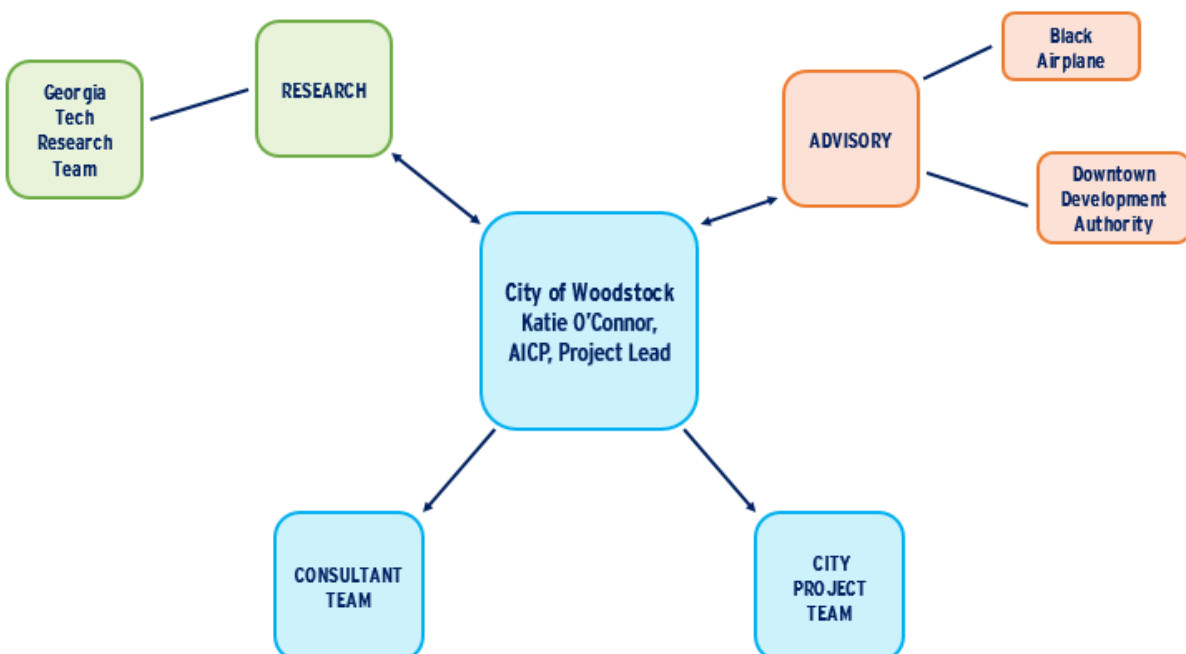 Georgia
Tech
Research
Team
RESEARCH
Black
Airplane
ADVISORY
Downtown
Development
Authority
City of Woodstock
Katie O'Connor,
AICP, Project Lead
CONSULTANT
TEAM
CITY
PROJECT
TEAM